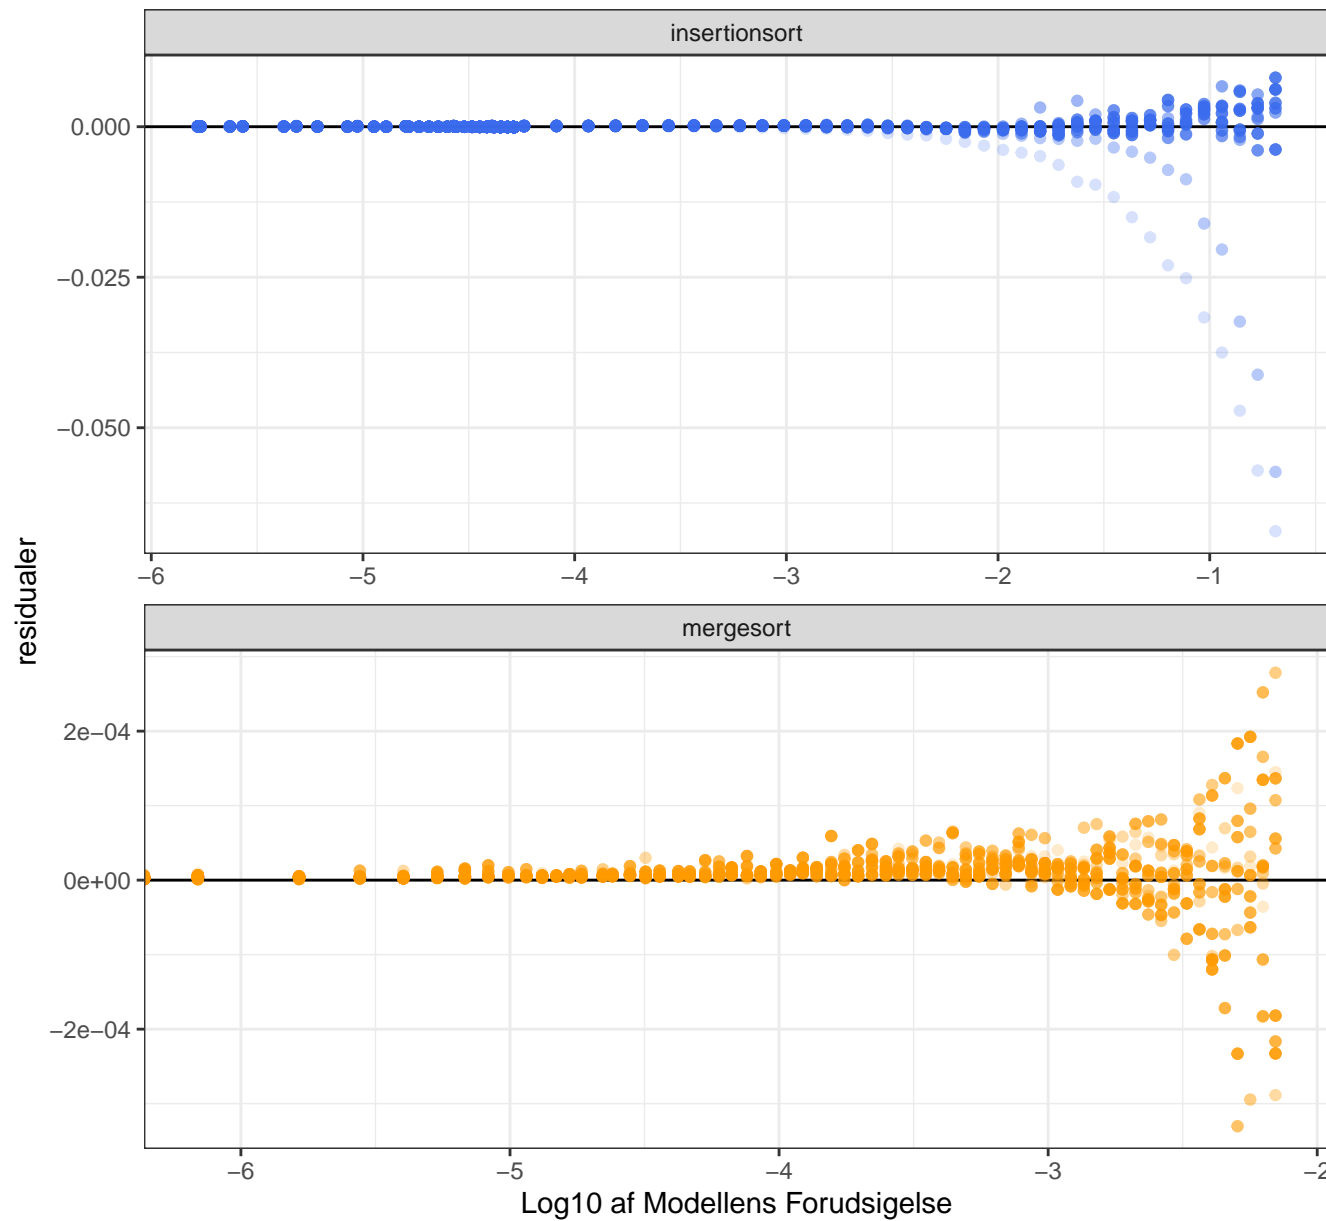 insertionsort
0.000
−0.025
−0.050
−6 −5 −4 −3 −2 −1
residualer
mergesort
2e−04
0e+00
−2e−04
−6 −5 −4 −3 −2
Log10 af Modellens Forudsigelse